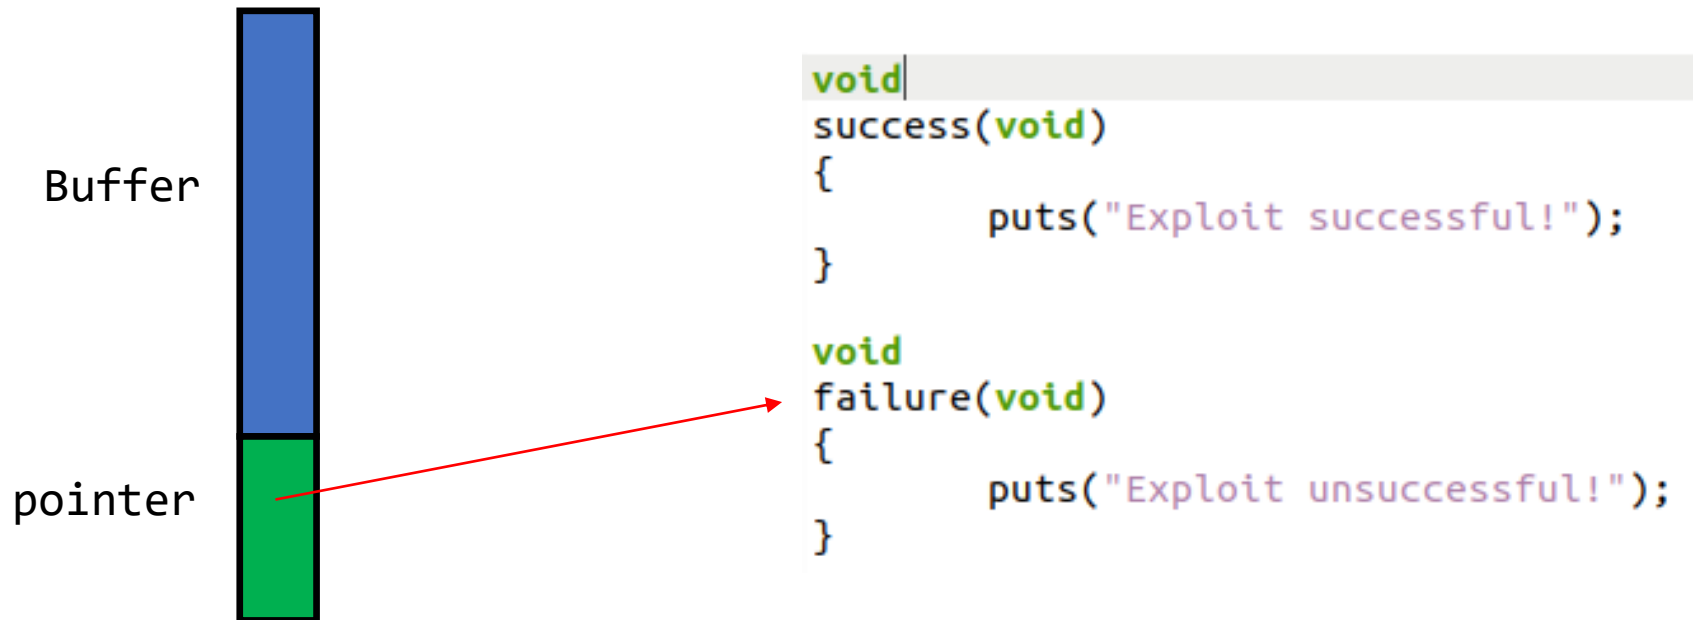 Buffer
pointer
void
success(void)
{
        puts("Exploit successful!");
}

void
failure(void)
{
        puts("Exploit unsuccessful!");
}